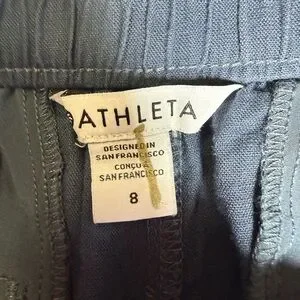 ATHLETA
DESIGNED IN
SAN FRANCISCO
CONÇU À
SAN FRANCISCO
8